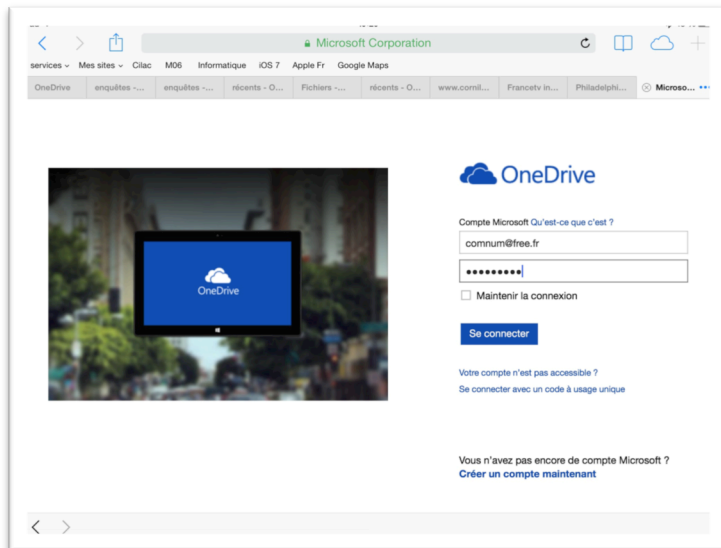 Microsoft Corporation
services Mes sites Cilac M06 Informatique iOS 7 Apple Fr Google Maps
OneDrive enquêtes -... enquêtes -... récents - O... Fichiers -... récents - O... www.cornil... Francetv in... Philadelphi... Microso...
OneDrive
Compte Microsoft Qu'est-ce que c'est ?
comnum@free.fr
●●●●●●●●●
OneDrive
Maintenir la connexion
Se connecter
Votre compte n'est pas accessible ?
Se connecter avec un code à usage unique
Vous n'avez pas encore de compte Microsoft ?
Créer un compte maintenant